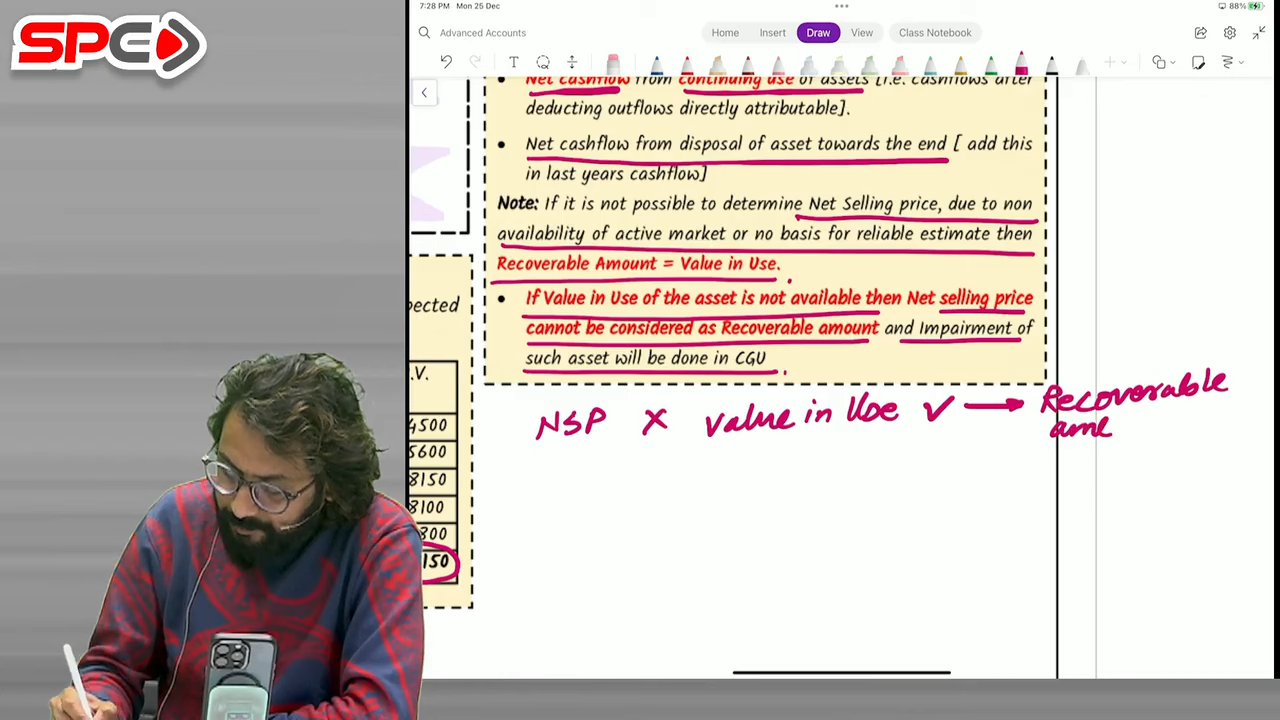 SPC
7:28 PM Mon 25 Dec
88%
Advanced Accounts
Home
Insert
Draw
View
Class Notebook
• Net cashflow from continuing use of assets [i.e. cashflows after
deducting outflows directly attributable].
• Net cashflow from disposal of asset towards the end [ add this
in last years cashflow]
Note: If it is not possible to determine Net Selling price, due to non
availability of active market or no basis for reliable estimate then
Recoverable Amount = Value in Use.
• If Value in Use of the asset is not available then Net selling price
cannot be considered as Recoverable amount and Impairment of
such asset will be done in CGU
pected
.V.
4500
5600
8150
8100
800
150
NSP X Value in Use ✓ → Recoverable
ame